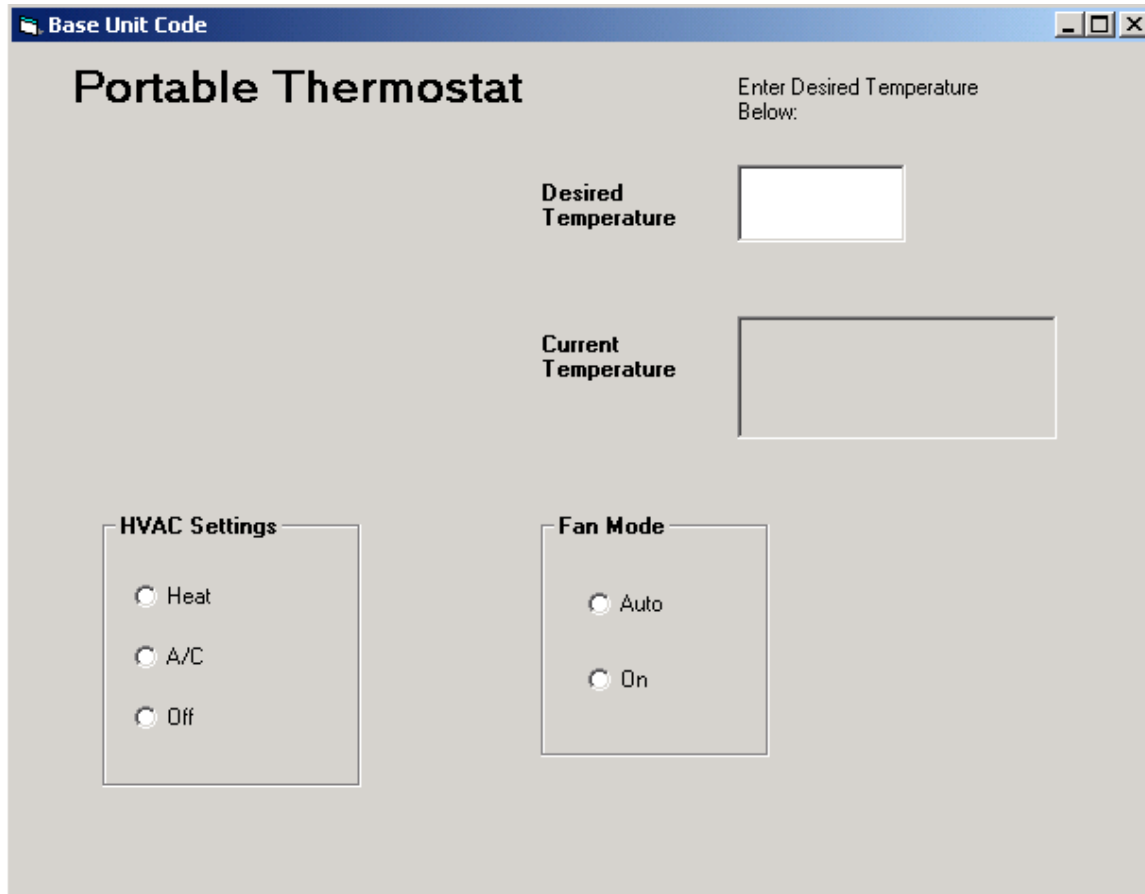 Base Unit Code
Portable Thermostat
Enter Desired Temperature
Below:
Desired
Temperature
Current
Temperature
HVAC Settings
Heat
A/C
Off
Fan Mode
Auto
On